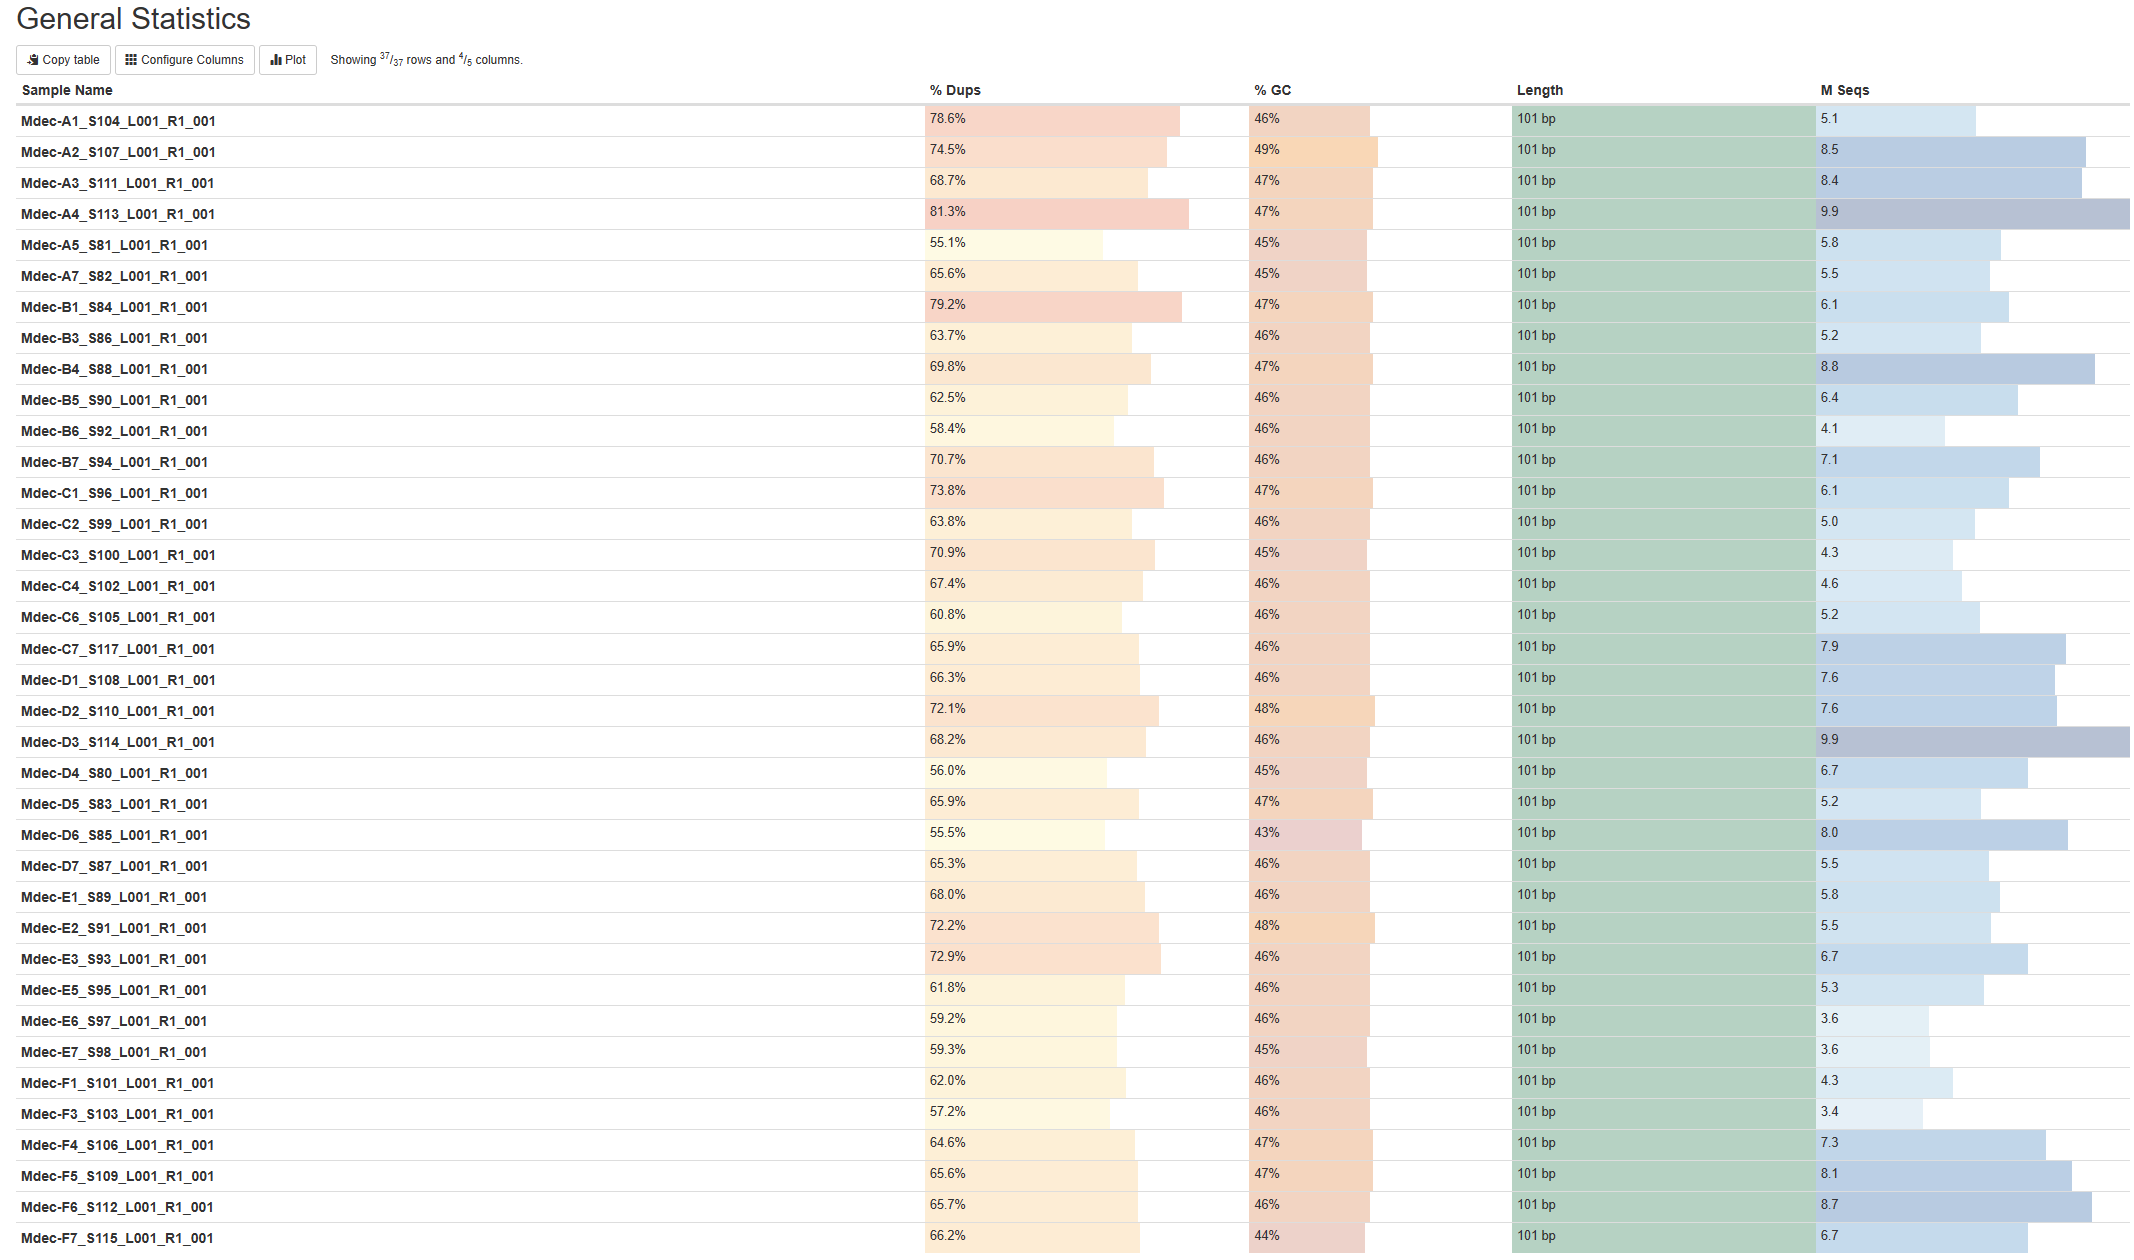 General Statistics
Copy table Configure Columns Plot Showing 37/37 rows and 4/5 columns.
Sample Name % Dups % GC Length M Seqs
Mdec-A1_S104_L001_R1_001 78.6% 46% 101 bp 5.1
Mdec-A2_S107_L001_R1_001 74.5% 49% 101 bp 8.5
Mdec-A3_S111_L001_R1_001 68.7% 47% 101 bp 8.4
Mdec-A4_S113_L001_R1_001 81.3% 47% 101 bp 9.9
Mdec-A5_S81_L001_R1_001 55.1% 45% 101 bp 5.8
Mdec-A7_S82_L001_R1_001 65.6% 45% 101 bp 5.5
Mdec-B1_S84_L001_R1_001 79.2% 47% 101 bp 6.1
Mdec-B3_S86_L001_R1_001 63.7% 46% 101 bp 5.2
Mdec-B4_S88_L001_R1_001 69.8% 47% 101 bp 8.8
Mdec-B5_S90_L001_R1_001 62.5% 46% 101 bp 6.4
Mdec-B6_S92_L001_R1_001 58.4% 46% 101 bp 4.1
Mdec-B7_S94_L001_R1_001 70.7% 46% 101 bp 7.1
Mdec-C1_S96_L001_R1_001 73.8% 47% 101 bp 6.1
Mdec-C2_S99_L001_R1_001 63.8% 46% 101 bp 5.0
Mdec-C3_S100_L001_R1_001 70.9% 45% 101 bp 4.3
Mdec-C4_S102_L001_R1_001 67.4% 46% 101 bp 4.6
Mdec-C6_S105_L001_R1_001 60.8% 46% 101 bp 5.2
Mdec-C7_S117_L001_R1_001 65.9% 46% 101 bp 7.9
Mdec-D1_S108_L001_R1_001 66.3% 46% 101 bp 7.6
Mdec-D2_S110_L001_R1_001 72.1% 48% 101 bp 7.6
Mdec-D3_S114_L001_R1_001 68.2% 46% 101 bp 9.9
Mdec-D4_S80_L001_R1_001 56.0% 45% 101 bp 6.7
Mdec-D5_S83_L001_R1_001 65.9% 47% 101 bp 5.2
Mdec-D6_S85_L001_R1_001 55.5% 43% 101 bp 8.0
Mdec-D7_S87_L001_R1_001 65.3% 46% 101 bp 5.5
Mdec-E1_S89_L001_R1_001 68.0% 46% 101 bp 5.8
Mdec-E2_S91_L001_R1_001 72.2% 48% 101 bp 5.5
Mdec-E3_S93_L001_R1_001 72.9% 46% 101 bp 6.7
Mdec-E5_S95_L001_R1_001 61.8% 46% 101 bp 5.3
Mdec-E6_S97_L001_R1_001 59.2% 46% 101 bp 3.6
Mdec-E7_S98_L001_R1_001 59.3% 45% 101 bp 3.6
Mdec-F1_S101_L001_R1_001 62.0% 46% 101 bp 4.3
Mdec-F3_S103_L001_R1_001 57.2% 46% 101 bp 3.4
Mdec-F4_S106_L001_R1_001 64.6% 47% 101 bp 7.3
Mdec-F5_S109_L001_R1_001 65.6% 47% 101 bp 8.1
Mdec-F6_S112_L001_R1_001 65.7% 46% 101 bp 8.7
Mdec-F7_S115_L001_R1_001 66.2% 44% 101 bp 6.7